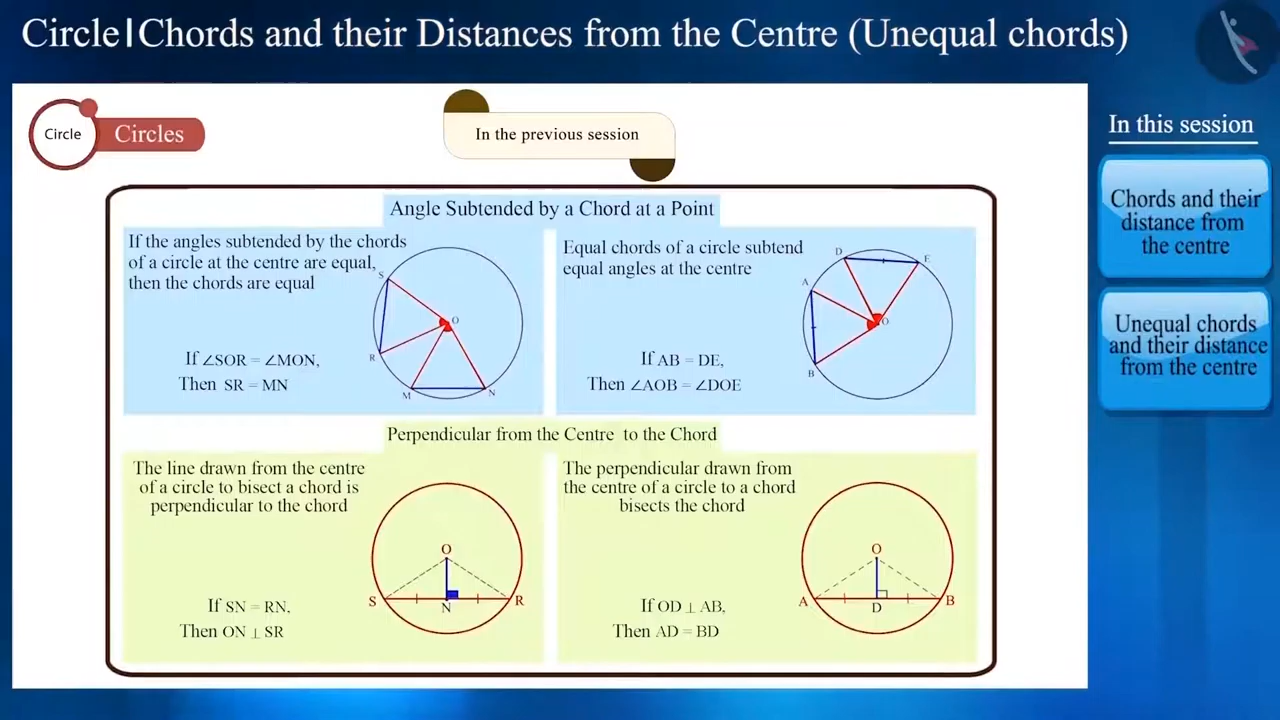 Circle|Chords and their Distances from the Centre (Unequal chords)
Circle
Circles
In the previous session
In this session
Chords and their
distance from
the centre
Unequal chords
and their distance
from the centre
Angle Subtended by a Chord at a Point
If the angles subtended by the chords
of a circle at the centre are equal,
then the chords are equal
If ∠SOR = ∠MON,
Then SR = MN
S
O
R
M
N
Equal chords of a circle subtend
equal angles at the centre
If AB = DE,
Then ∠AOB = ∠DOE
D
E
A
O
B
Perpendicular from the Centre to the Chord
The line drawn from the centre
of a circle to bisect a chord is
perpendicular to the chord
If SN = RN,
Then ON ⊥ SR
O
S
N
R
The perpendicular drawn from
the centre of a circle to a chord
bisects the chord
If OD ⊥ AB,
Then AD = BD
O
A
D
B